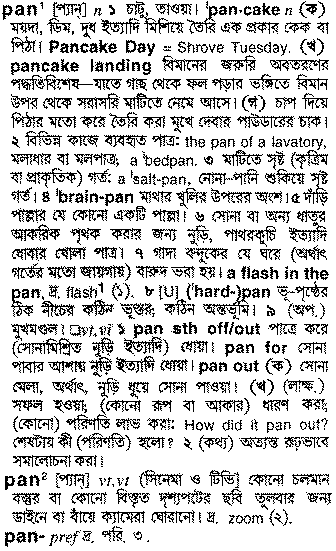 pan¹ [প্যান] n ১ চাটু, তাওয়া। 'pan-cake n (ক)
ময়দা, ডিম, দুধ ইত্যাদি মিশিয়ে তৈরি এক প্রকার কেক বা
পিঠা। Pancake Day = Shrove Tuesday. (খ)
pancake landing বিমানের জরুরি অবতরণের
পদ্ধতিবিশেষ—যাতে গাছ থেকে ফল পড়ার ভঙ্গিতে বিমান
উপর থেকে সরাসরি মাটিতে নেমে আসে। (গ) চাপ দিয়ে
পিঠার মতো করে তৈরি করা মুখে দেবার পাউডারের চাক।
২ বিভিন্ন কাজে ব্যবহৃত পাত্র: the pan of a lavatory,
মলাধার বা মলপাত্র; a 'bedpan. ৩ মাটিতে সৃষ্ট (কৃত্রিম
বা প্রাকৃতিক) গর্ত: a 'salt-pan, নোনা-পানি শুকিয়ে সৃষ্ট
গর্ত। ৪ 'brain-pan মাথার খুলির উপরের অংশ। ৫ দাঁড়ি
পাল্লার যে কোনো একটি পাল্লা। ৬ সোনা বা অন্য ধাতুর
আকরিক পৃথক করার জন্য নুড়ি, পাথরকুচি ইত্যাদি
ধোবার খোলা পাত্র। ৭ গাদা বন্দুকের যে ঘরে (অর্থাৎ
গর্তের মতো জায়গায়) বারুদ ভরা হয়। a flash in the
pan, দ্র. flash¹ (১). ৮ [U] ('hard-)pan ভূ-পৃষ্ঠের
ঠিক নীচের কঠিন ভূস্তর; কঠিন অন্তর্ভূমি। ৯ (অপ.)
মুখমণ্ডল। □vt,vi ১ pan sth off/out পাত্রে করে
(সোনামিশ্রিত নুড়ি ইত্যাদি) ধোয়া। pan for সোনা
পাবার আশায় নুড়ি ইত্যাদি ধোয়া। pan out (ক) সোনা
মেলা, অর্থাৎ, নুড়ি ধুয়ে সোনা পাওয়া। (খ) (লাক্ষ.)
সফল হওয়া; (কোনো রূপ বা আকার) ধারণ করা;
(কোনো) পরিণতি লাভ করা: How did it pan out?
শেষটায় কী (পরিণতি) হলো? ২ (কথ্য) অত্যন্ত রূঢ়ভাবে
সমালোচনা করা।
pan² [প্যান্] vt,vi (সিনেমা ও টিভি) কোনো চলমান
বস্তুর বা কোনো বিস্তৃত দৃশ্যপটের ছবি তুলবার জন্য
ডাইনে বা বাঁয়ে ক্যামেরা ঘোরানো। দ্র. zoom (২).
pan- pref দ্র. পরি. ৩.